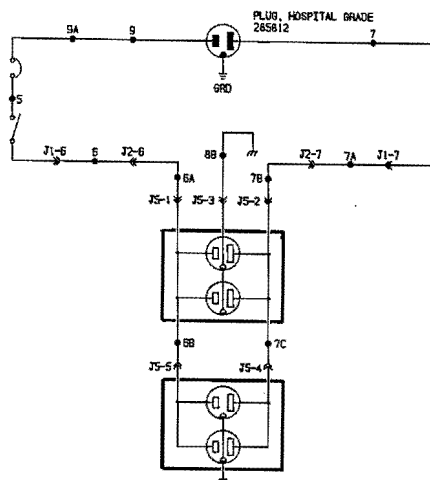 PLUG, HOSPITAL GRADE
265612
9A
9
7
GRD
5
J1-6
6
J2-6
8B
J2-7
7A
J1-7
6A
7B
J5-1
J5-3
J5-2
6B
7C
J5-5
J5-4